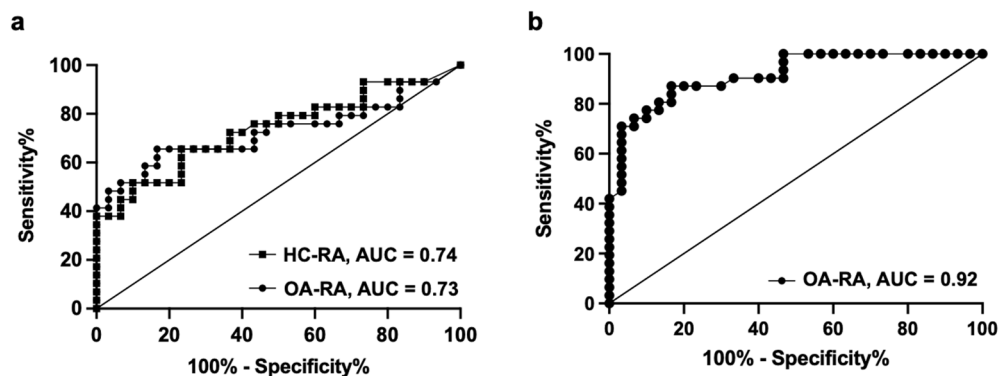 a
100
80
60
40
20
0
Sensitivity%
0 20 40 60 80 100
100% - Specificity%
HC-RA, AUC = 0.74
OA-RA, AUC = 0.73
b
100
80
60
40
20
0
Sensitivity%
0 20 40 60 80 100
100% - Specificity%
OA-RA, AUC = 0.92